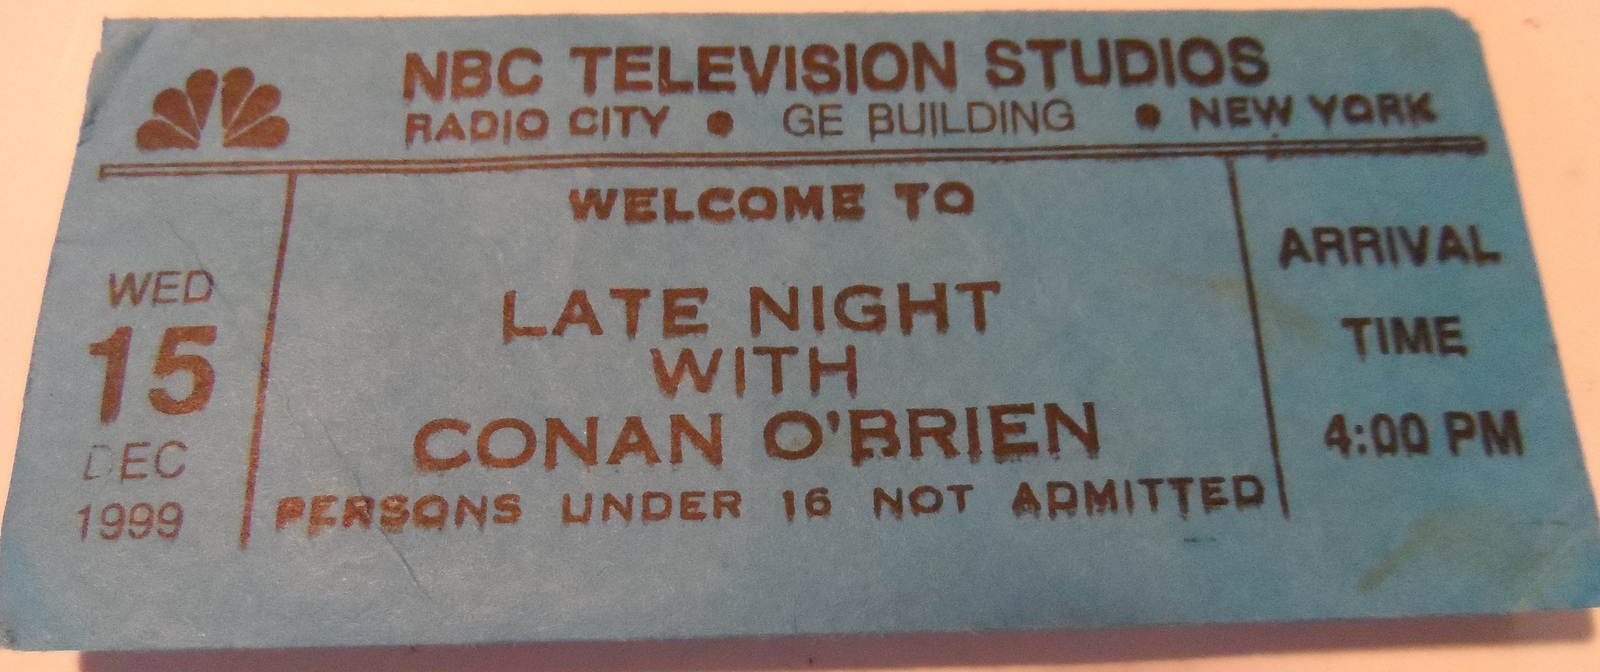 NBC TELEVISION STUDIOS
RADIO CITY • GE BUILDING • NEW YORK
WED
15
DEC
1999
WELCOME TO
LATE NIGHT
WITH
CONAN O'BRIEN
PERSONS UNDER 16 NOT ADMITTED
ARRIVAL
TIME
4:00 PM